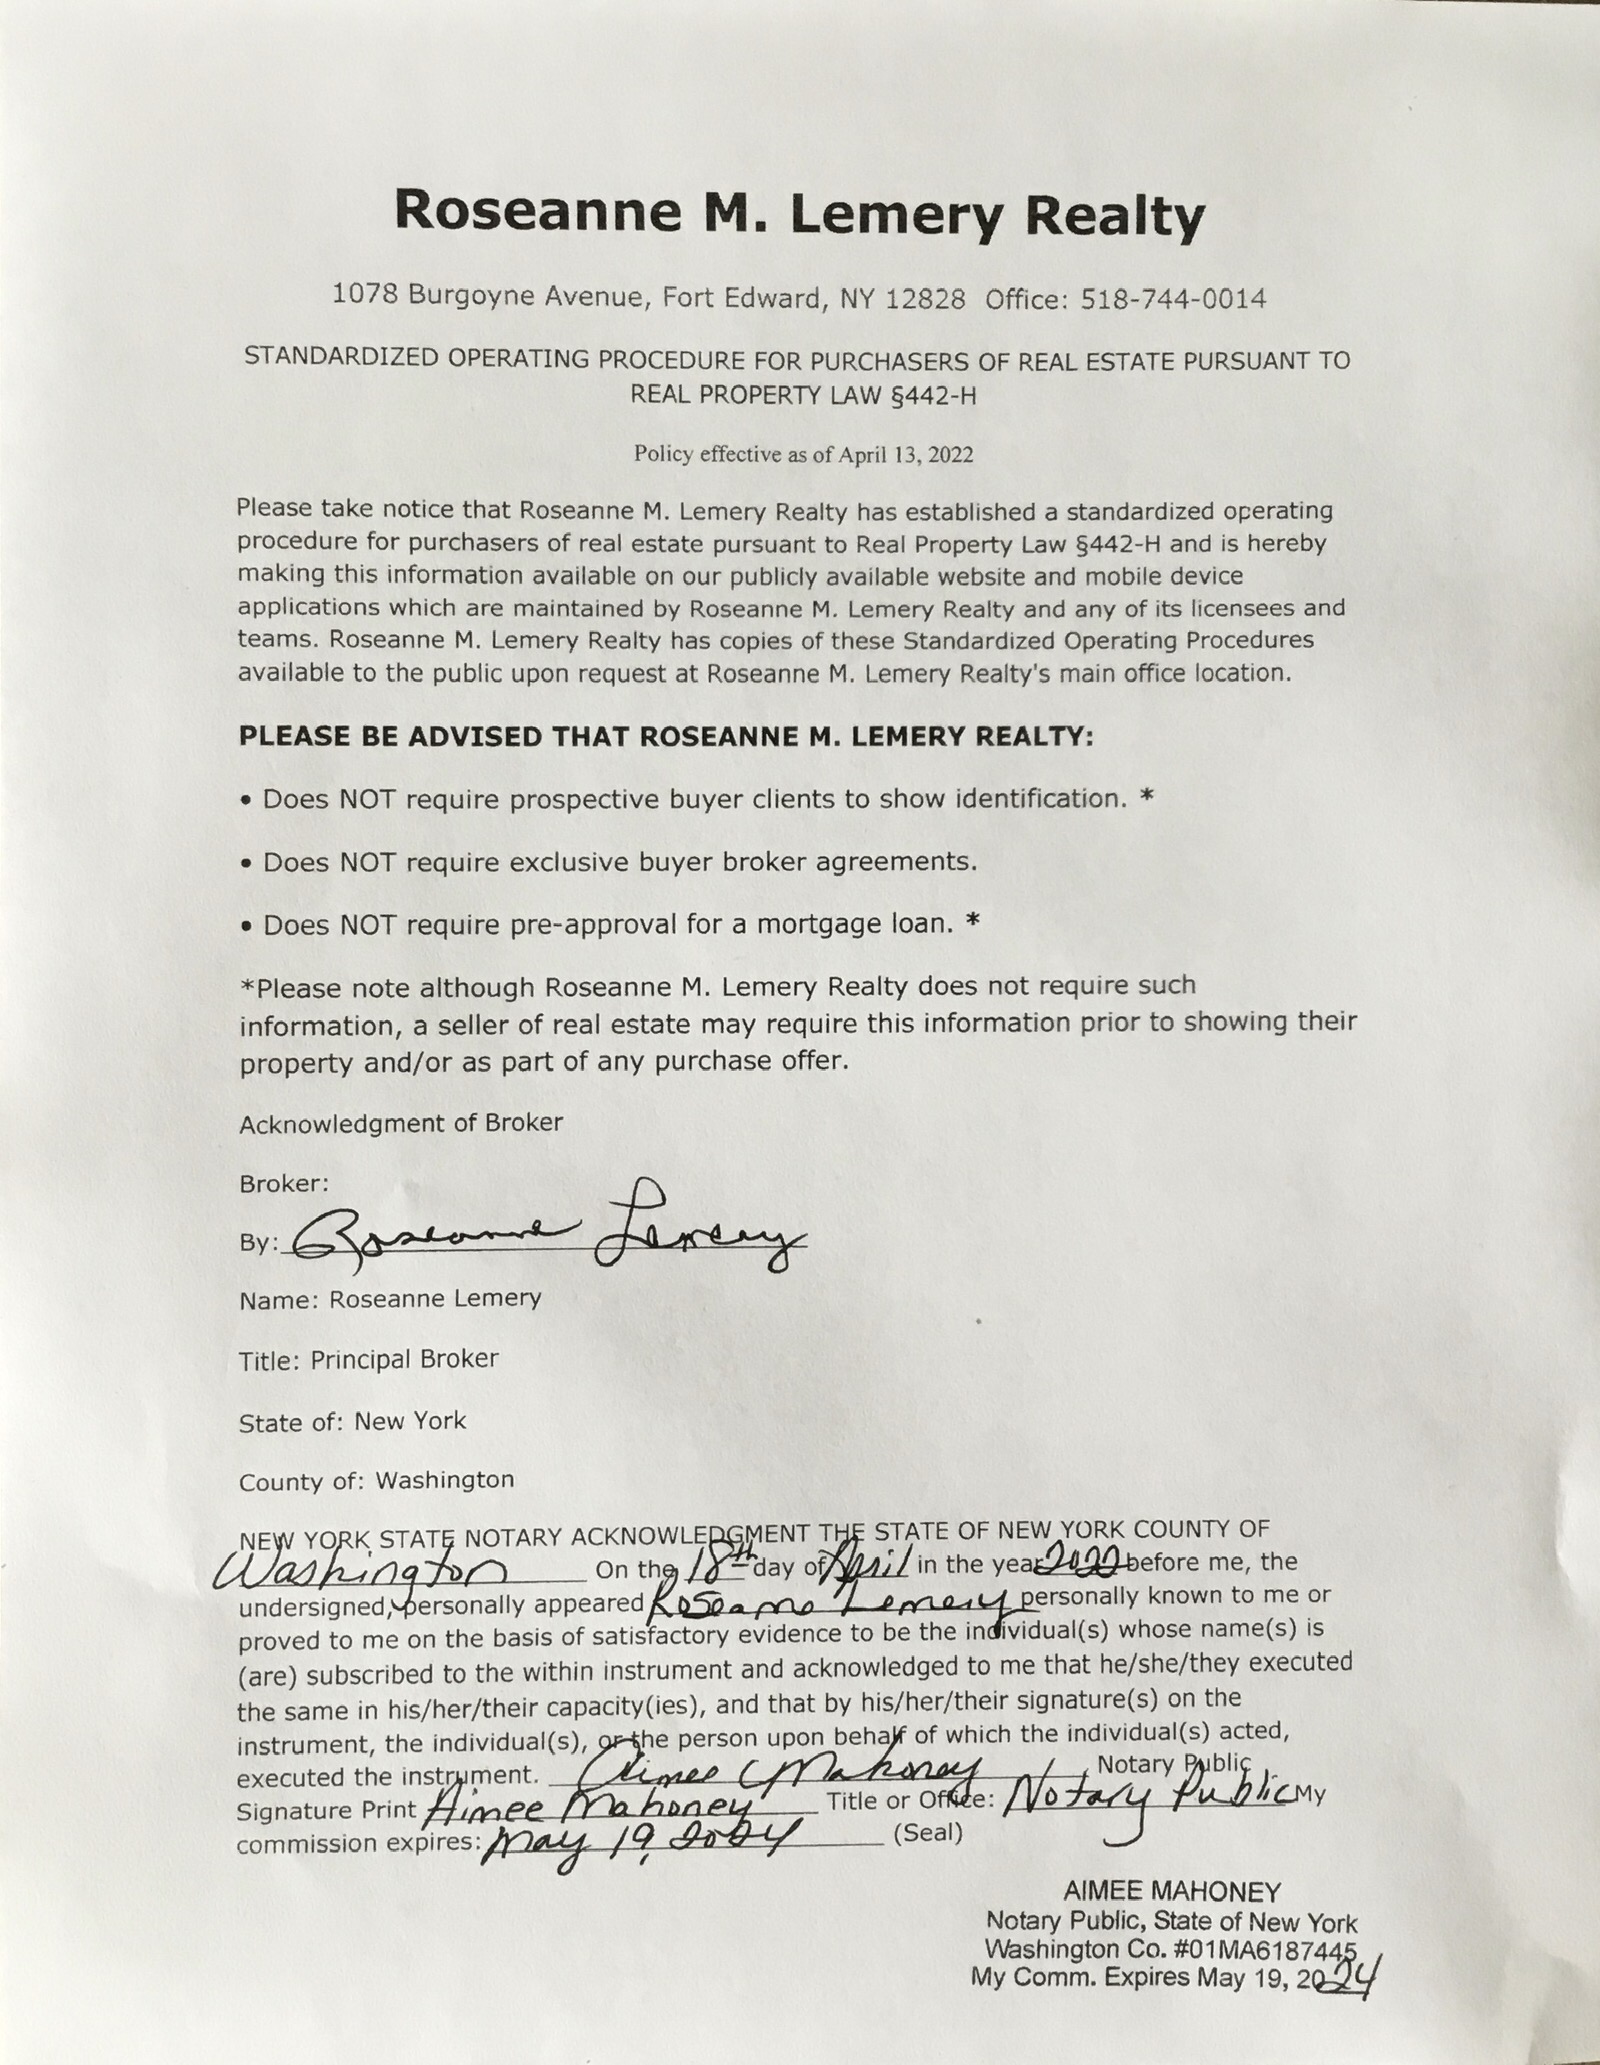 Roseanne M. Lemery Realty
1078 Burgoyne Avenue, Fort Edward, NY 12828 Office: 518-744-0014
STANDARDIZED OPERATING PROCEDURE FOR PURCHASERS OF REAL ESTATE PURSUANT TO
REAL PROPERTY LAW §442-H
Policy effective as of April 13, 2022
Please take notice that Roseanne M. Lemery Realty has established a standardized operating
procedure for purchasers of real estate pursuant to Real Property Law §442-H and is hereby
making this information available on our publicly available website and mobile device
applications which are maintained by Roseanne M. Lemery Realty and any of its licensees and
teams. Roseanne M. Lemery Realty has copies of these Standardized Operating Procedures
available to the public upon request at Roseanne M. Lemery Realty's main office location.
PLEASE BE ADVISED THAT ROSEANNE M. LEMERY REALTY:
• Does NOT require prospective buyer clients to show identification. *
• Does NOT require exclusive buyer broker agreements.
• Does NOT require pre-approval for a mortgage loan. *
*Please note although Roseanne M. Lemery Realty does not require such
information, a seller of real estate may require this information prior to showing their
property and/or as part of any purchase offer.
Acknowledgment of Broker
Broker:
By: Roseanne Lemery
Name: Roseanne Lemery
Title: Principal Broker
State of: New York
County of: Washington
NEW YORK STATE NOTARY ACKNOWLEDGMENT THE STATE OF NEW YORK COUNTY OF
Washington On the 18th day of April in the year 2022 before me, the
undersigned, personally appeared Roseanne Lemery personally known to me or
proved to me on the basis of satisfactory evidence to be the individual(s) whose name(s) is
(are) subscribed to the within instrument and acknowledged to me that he/she/they executed
the same in his/her/their capacity(ies), and that by his/her/their signature(s) on the
instrument, the individual(s), or the person upon behalf of which the individual(s) acted,
executed the instrument. Aimee C Mahoney Notary Public
Signature Print Aimee Mahoney Title or Office: Notary Public My
commission expires: May 19, 2024 (Seal)
AIMEE MAHONEY
Notary Public, State of New York
Washington Co. #01MA6187445
My Comm. Expires May 19, 2024